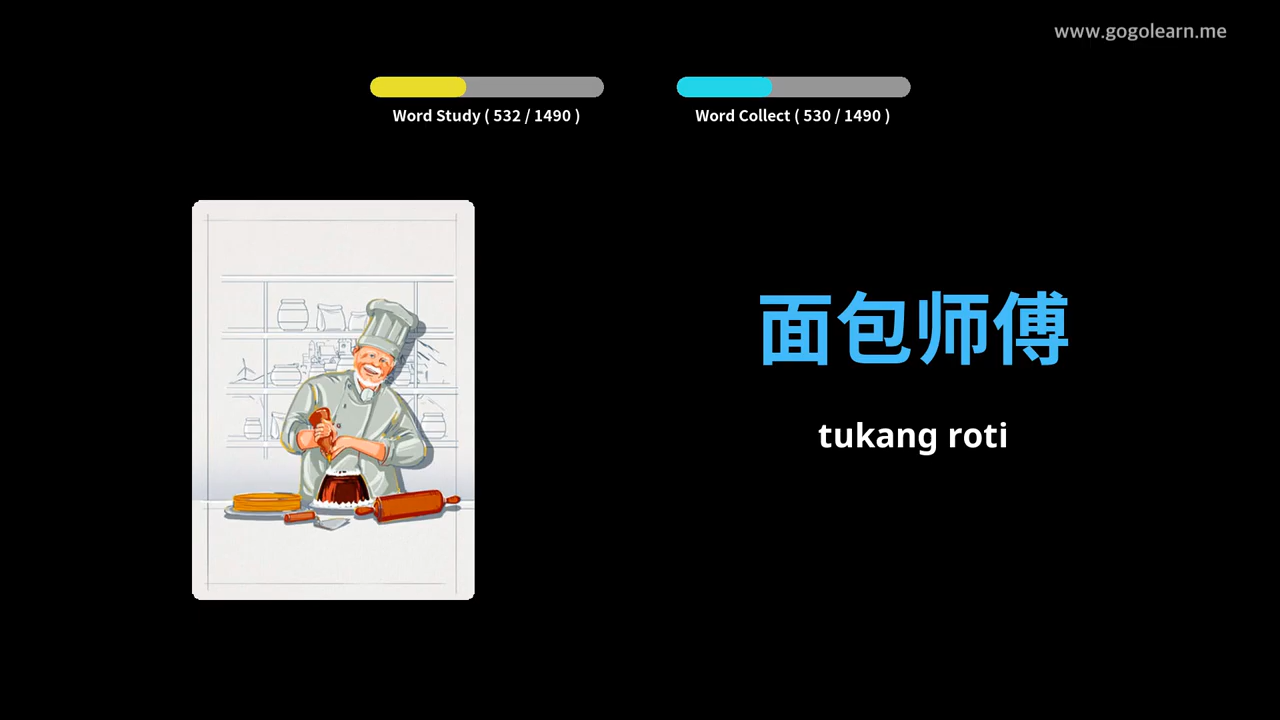 www.gogolearn.me
Word Study ( 532 / 1490 )
Word Collect ( 530 / 1490 )
面包师傅
tukang roti